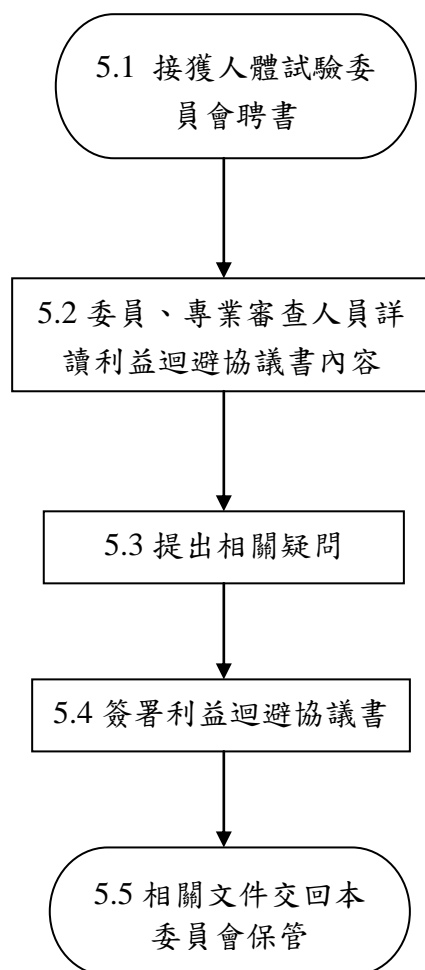 5.1 接獲人體試驗委
員會聘書
5.2 委員、專業審查人員詳
讀利益迴避協議書內容
5.3 提出相關疑問
5.4 簽署利益迴避協議書
5.5 相關文件交回本
委員會保管